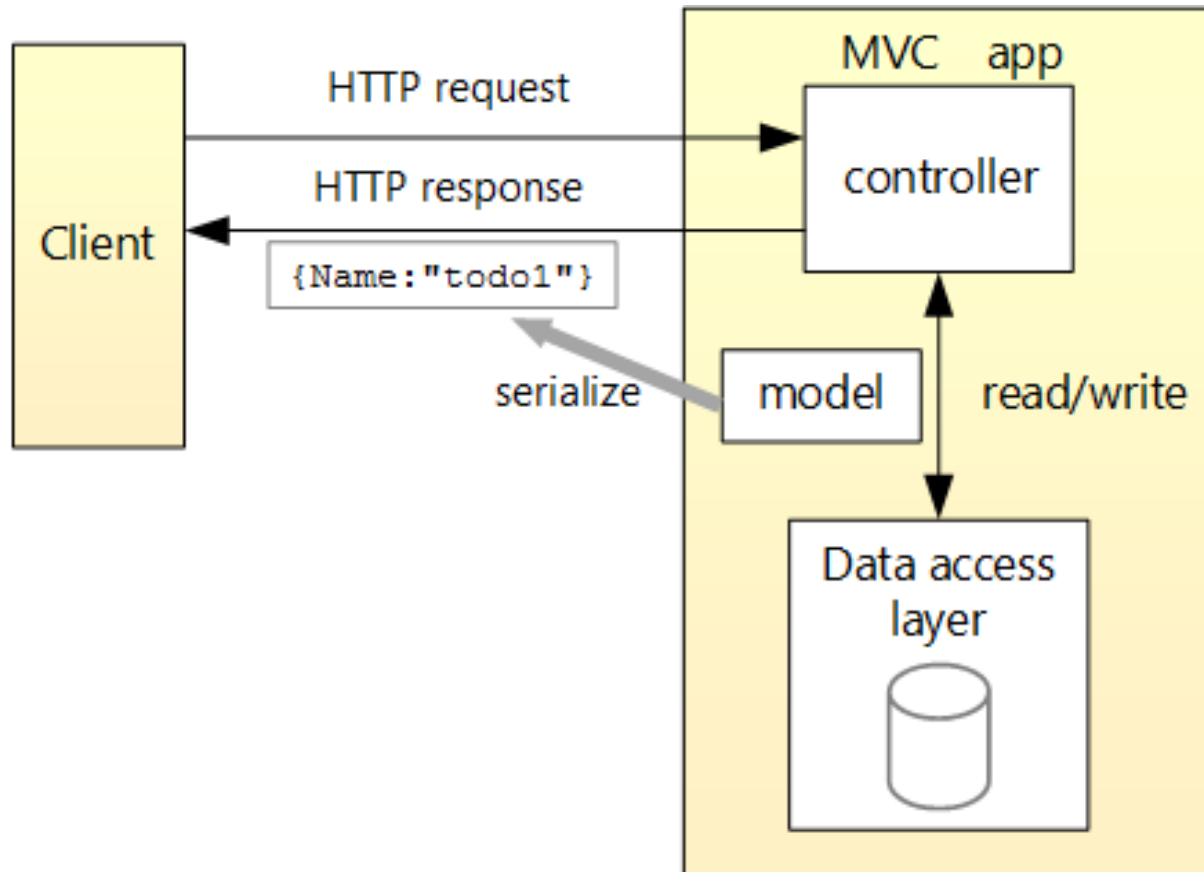 MVC app
HTTP request
controller
HTTP response
Client
{Name:"todo1"}
serialize
model
read/write
Data access
layer